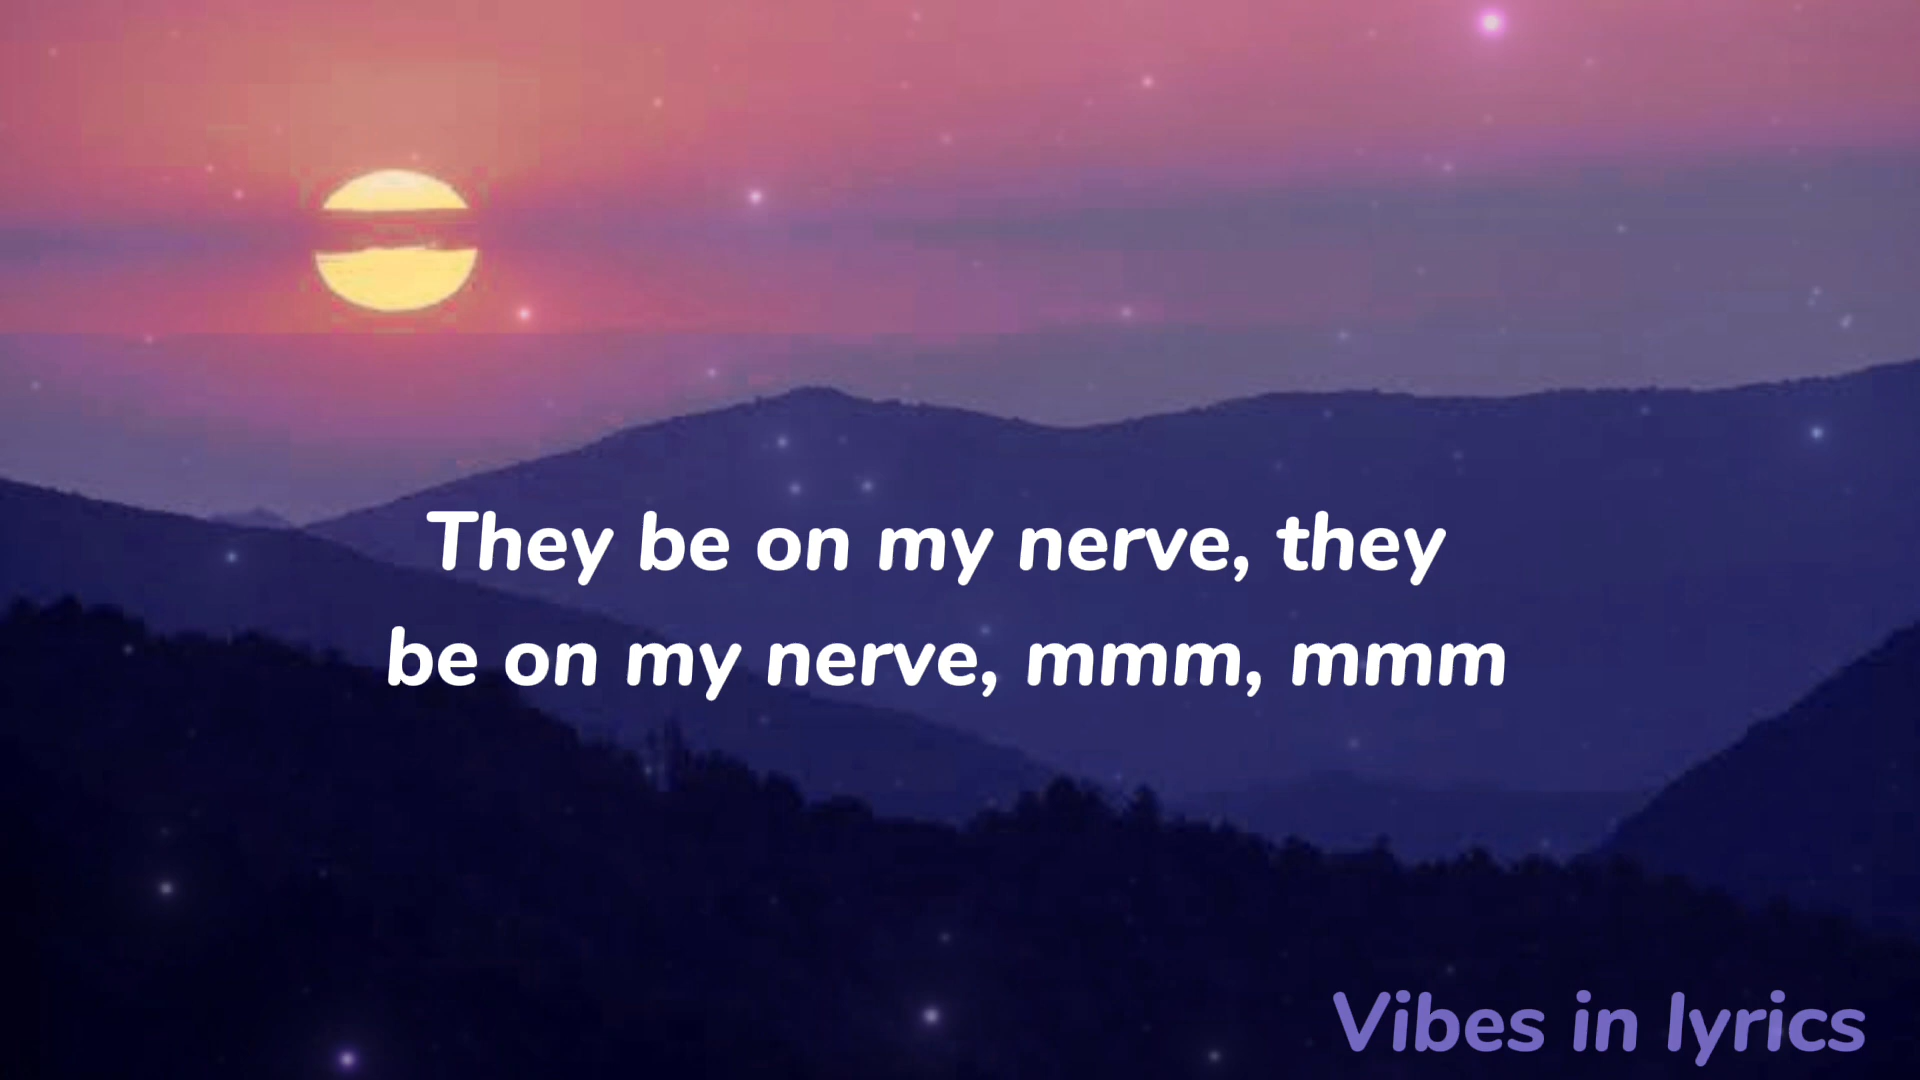 They be on my nerve, they
be on my nerve, mmm, mmm
Vibes in lyrics